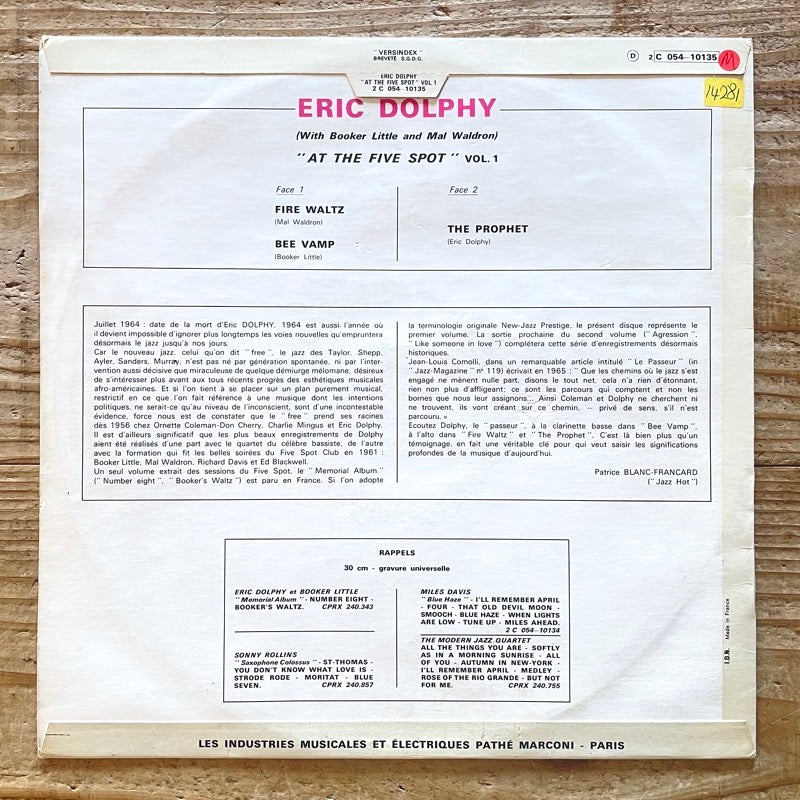 " VERSINDEX "
BREVETÉ S.G.D.G.
D 2 C 054-10135
M
14281
ERIC DOLPHY
"AT THE FIVE SPOT" VOL.1
2 C 054-10135
ERIC DOLPHY
(With Booker Little and Mal Waldron)
"AT THE FIVE SPOT" VOL. 1
Face 1
FIRE WALTZ
(Mal Waldron)
BEE VAMP
(Booker Little)
Face 2
THE PROPHET
(Eric Dolphy)
Juillet 1964 : date de la mort d'Eric DOLPHY. 1964 est aussi l'année où
il devient impossible d'ignorer plus longtemps les voies nouvelles qu'empruntera
désormais le jazz jusqu'à nos jours.
Car le nouveau jazz, celui qu'on dit "free", le jazz des Taylor, Shepp,
Ayler, Sanders, Murray, n'est pas né par génération spontanée, ni par l'inter-
vention aussi décisive que miraculeuse de quelque démiurge mélomane, désireux
de s'intéresser plus avant aux tous récents progrès des esthétiques musicales
afro-américaines. Et si l'on tient à se placer sur un plan purement musical,
restrictif en ce que l'on fait référence à une musique dont les intentions
politiques, ne serait-ce qu'au niveau de l'inconscient, sont d'une incontestable
évidence, force nous est de constater que le "free" prend ses racines
dès 1956 chez Ornette Coleman-Don Cherry, Charlie Mingus et Eric Dolphy.
Il est d'ailleurs significatif que les plus beaux enregistrements de Dolphy
aient été réalisés d'une part avec le quartet du célèbre bassiste, de l'autre
avec la formation qui fit les belles soirées du Five Spot Club en 1961 :
Booker Little, Mal Waldron, Richard Davis et Ed Blackwell.
Un seul volume extrait des sessions du Five Spot, le "Memorial Album"
("Number eight", "Booker's Waltz") est paru en France. Si l'on adopte
la terminologie originale New-Jazz Prestige, le présent disque représente le
premier volume. La sortie prochaine du second volume ("Agression",
"Like someone in love") complétera cette série d'enregistrements désormais
historiques.
Jean-Louis Comolli, dans un remarquable article intitulé "Le Passeur" (in
"Jazz-Magazine" n° 119) écrivait en 1965 : "Que les chemins où le jazz s'est
engagé ne mènent nulle part, disons le tout net, cela n'a rien d'étonnant,
rien non plus d'affligeant; ce sont les parcours qui comptent et non les
bornes que nous leur assignons... Ainsi Coleman et Dolphy ne cherchent ni
ne trouvent, ils vont créant sur ce chemin, — privé de sens, s'il n'est
parcouru. »
Ecoutez Dolphy, le "passeur", à la clarinette basse dans "Bee Vamp",
à l'alto dans "Fire Waltz" et "The Prophet". C'est là bien plus qu'un
témoignage, en fait une véritable clé pour qui veut saisir les significations
profondes de la musique d'aujourd'hui.
Patrice BLANC-FRANCARD
("Jazz Hot")
RAPPELS
30 cm - gravure universelle
ERIC DOLPHY et BOOKER LITTLE
"Memorial Album" - NUMBER EIGHT -
BOOKER'S WALTZ. CPRX 240.343
SONNY ROLLINS
"Saxophone Colossus" - ST-THOMAS -
YOU DON'T KNOW WHAT LOVE IS -
STRODE RODE - MORITAT - BLUE
SEVEN. CPRX 240.857
MILES DAVIS
"Blue Haze" - I'LL REMEMBER APRIL
- FOUR - THAT OLD DEVIL MOON -
SMOOCH - BLUE HAZE - WHEN LIGHTS
ARE LOW - TUNE UP - MILES AHEAD.
2 C 054-10134
THE MODERN JAZZ QUARTET
ALL THE THINGS YOU ARE - SOFTLY
AS IN A MORNING SUNRISE - ALL
OF YOU - AUTUMN IN NEW-YORK -
I'LL REMEMBER APRIL - MEDLEY -
ROSE OF THE RIO GRANDE - BUT NOT
FOR ME. CPRX 240.755
I.D.N. Made in France
LES INDUSTRIES MUSICALES ET ÉLECTRIQUES PATHÉ MARCONI - PARIS